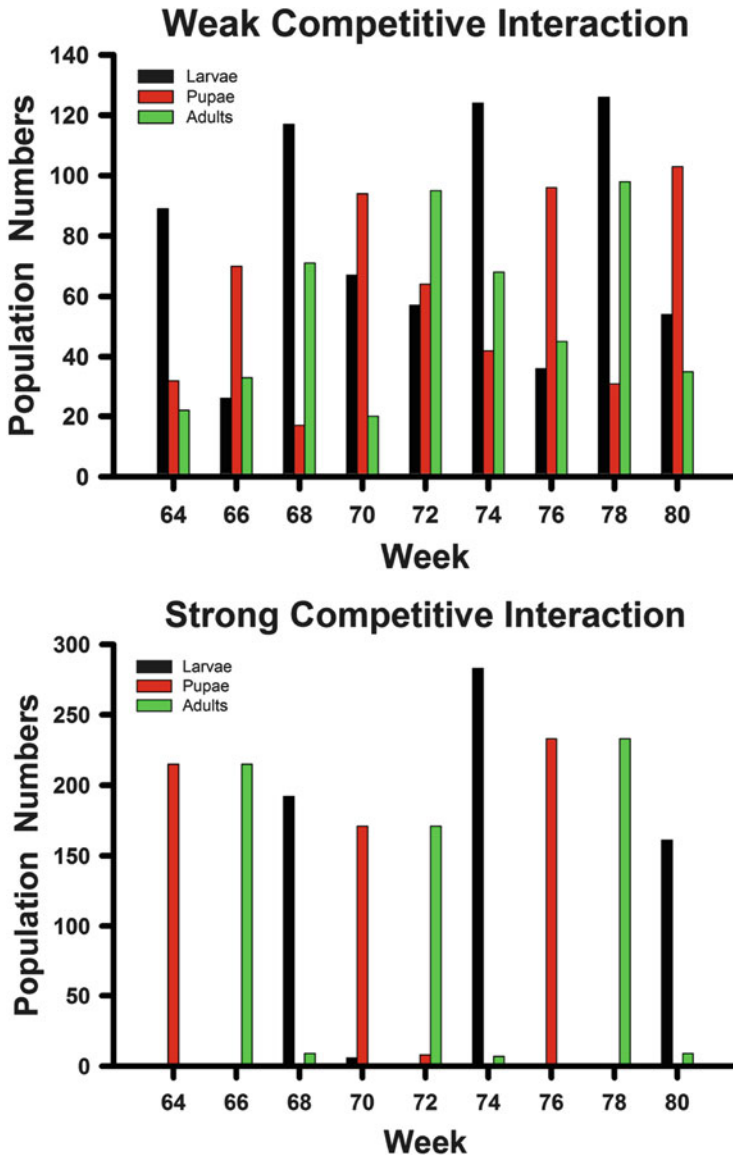 Weak Competitive Interaction
140
120
100
80
60
40
20
0
Population Numbers
Larvae
Pupae
Adults
64 66 68 70 72 74 76 78 80
Week
Strong Competitive Interaction
300
250
200
150
100
50
0
Population Numbers
Larvae
Pupae
Adults
64 66 68 70 72 74 76 78 80
Week